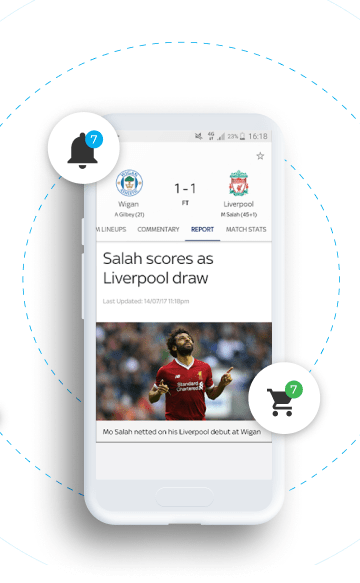 7
4G 33% 16:18
1 - 1
FT
Wigan
Liverpool
A Gilbey (21)
M Salah (45+1)
M LINEUPS COMMENTARY REPORT MATCH STATS
Salah scores as
Liverpool draw
Last Updated: 14/07/17 11:18pm
Standard
Chartered
7
Mo Salah netted on his Liverpool debut at Wigan